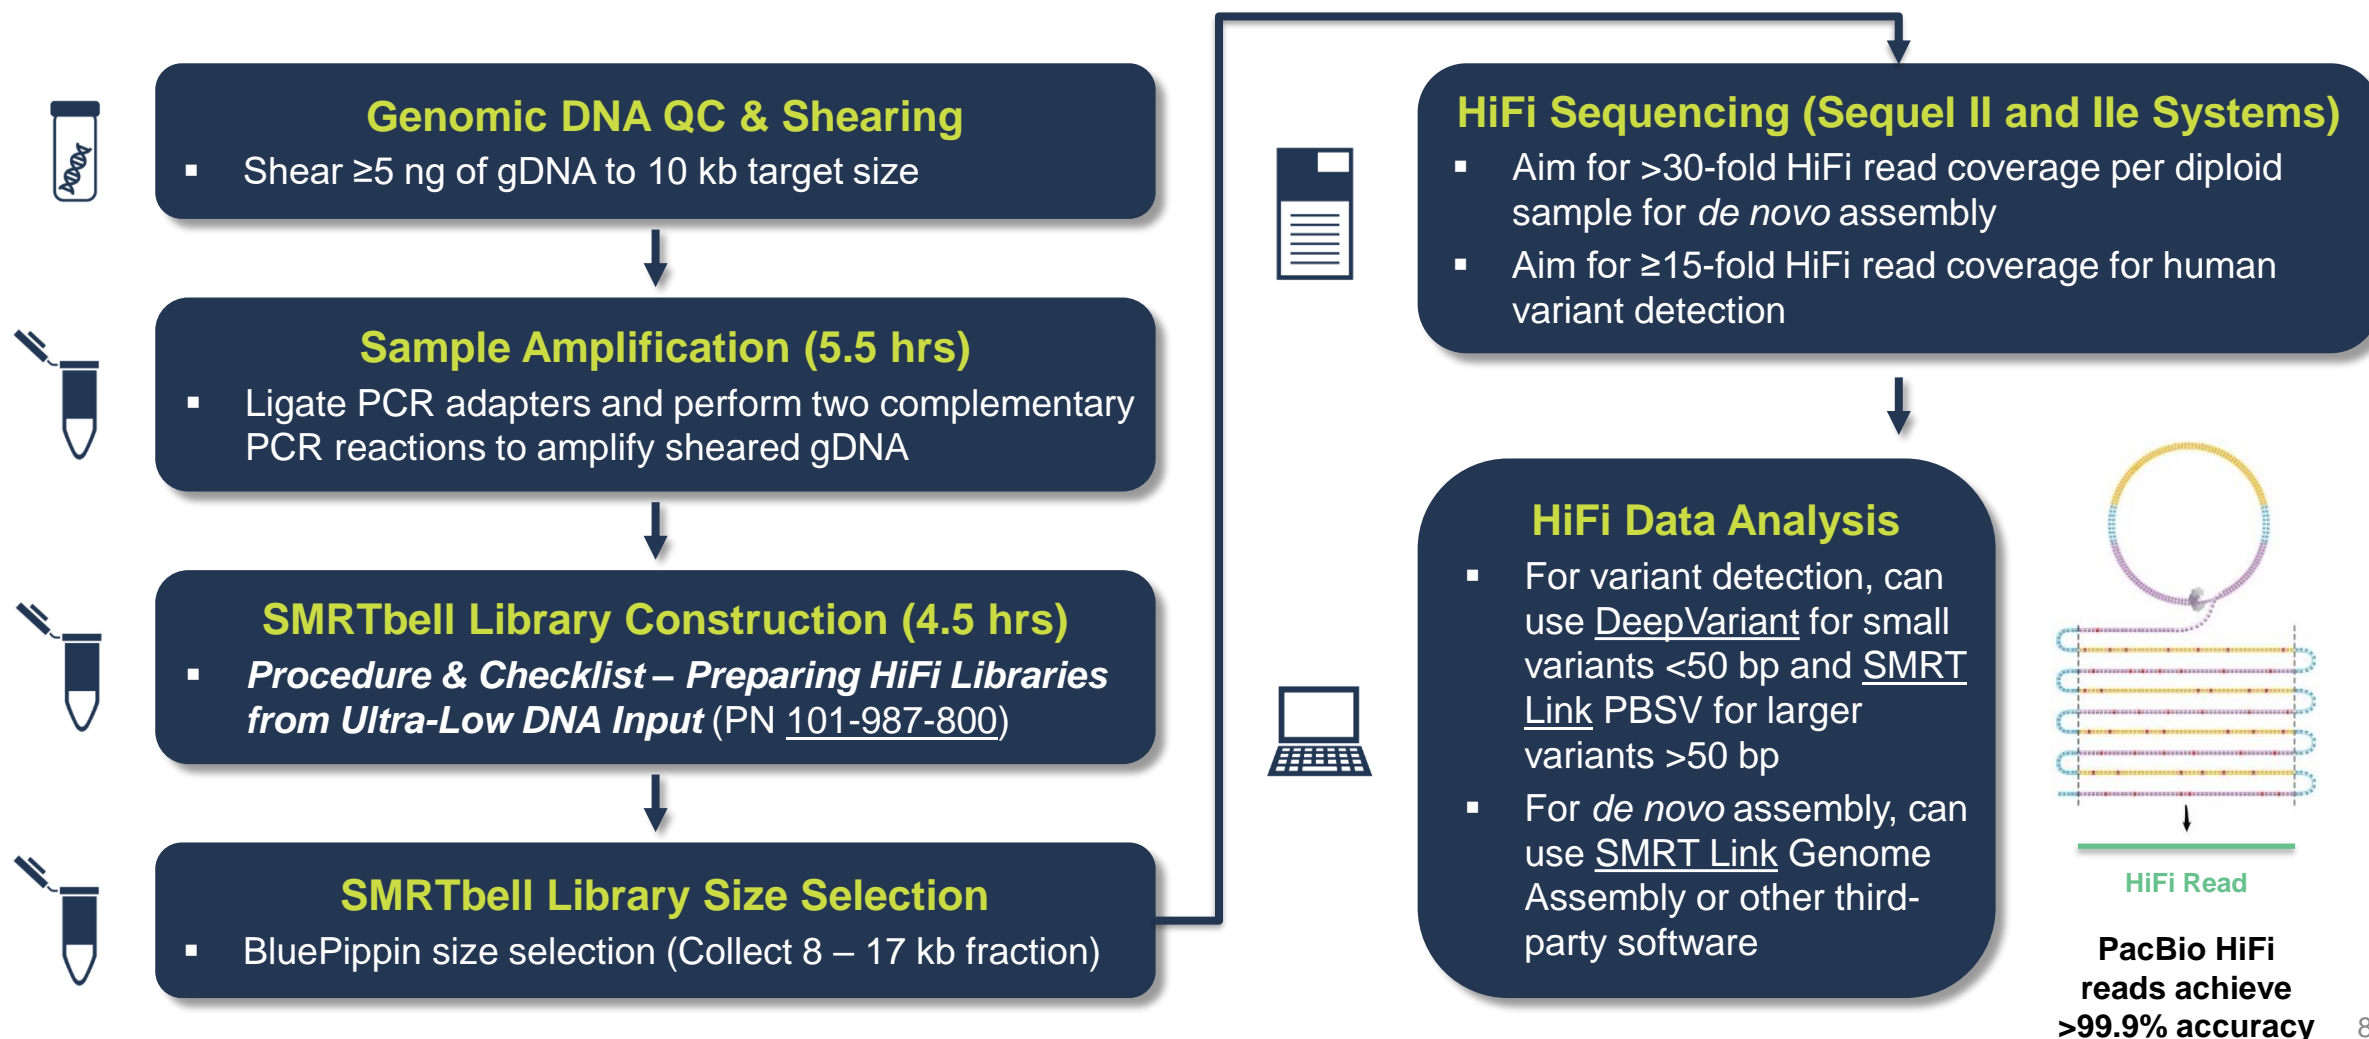 Genomic DNA QC & Shearing
▪ Shear ≥5 ng of gDNA to 10 kb target size
Sample Amplification (5.5 hrs)
▪ Ligate PCR adapters and perform two complementary
PCR reactions to amplify sheared gDNA
SMRTbell Library Construction (4.5 hrs)
▪ Procedure & Checklist – Preparing HiFi Libraries
from Ultra-Low DNA Input (PN 101-987-800)
SMRTbell Library Size Selection
▪ BluePippin size selection (Collect 8 – 17 kb fraction)
HiFi Sequencing (Sequel II and IIe Systems)
▪ Aim for >30-fold HiFi read coverage per diploid
sample for de novo assembly
▪ Aim for ≥15-fold HiFi read coverage for human
variant detection
HiFi Data Analysis
▪ For variant detection, can
use DeepVariant for small
variants <50 bp and SMRT
Link PBSV for larger
variants >50 bp
▪ For de novo assembly, can
use SMRT Link Genome
Assembly or other third-
party software
HiFi Read
PacBio HiFi
reads achieve
>99.9% accuracy
8